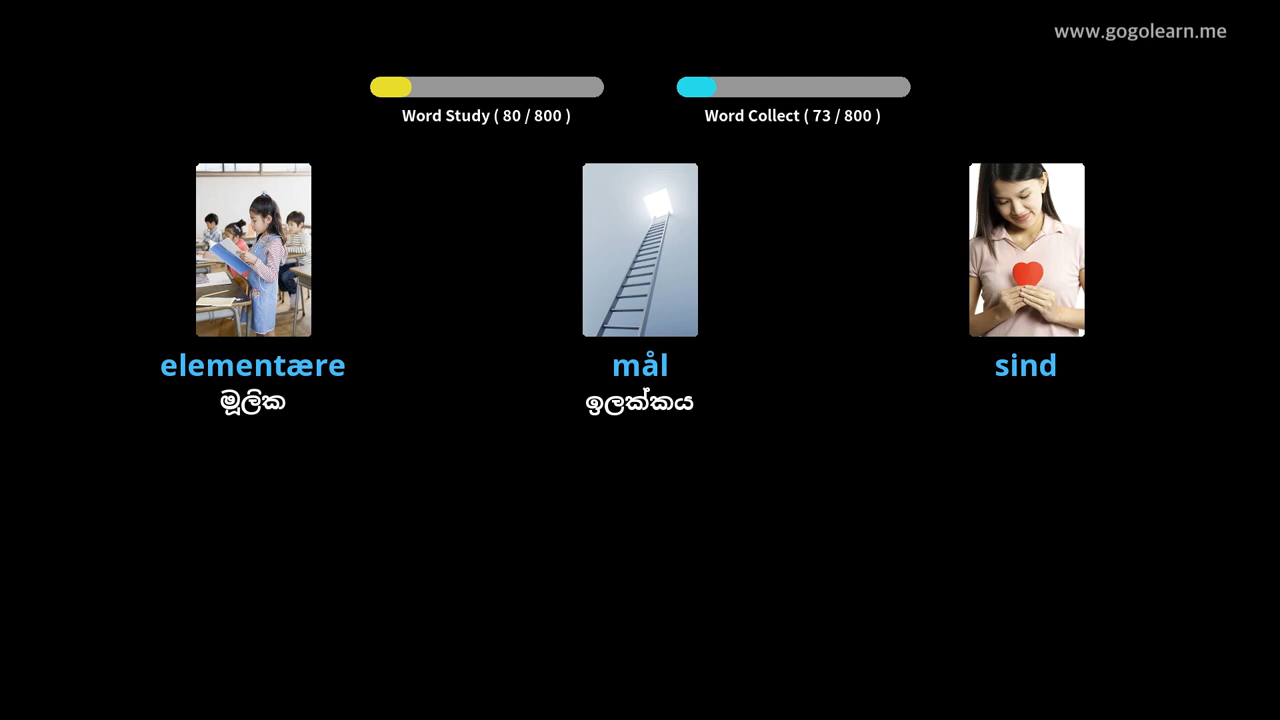 www.gogolearn.me
Word Study ( 80 / 800 )
Word Collect ( 73 / 800 )
elementære
මූලික
mål
ඉලක්කය
sind